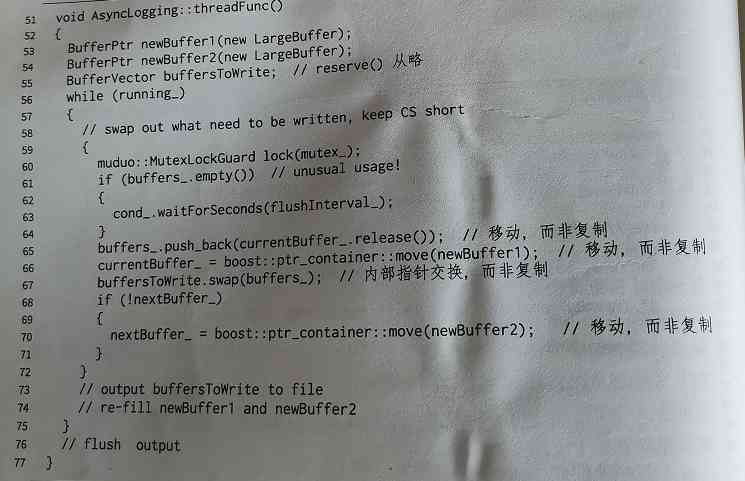 51 void AsyncLogging::threadFunc()
52 {
53 BufferPtr newBuffer1(new LargeBuffer);
54 BufferPtr newBuffer2(new LargeBuffer);
55 BufferVector buffersToWrite; // reserve() 从略
56 while (running_)
57 {
58 // swap out what need to be written, keep CS short
59 {
60 muduo::MutexLockGuard lock(mutex_);
61 if (buffers_.empty()) // unusual usage!
62 {
63 cond_.waitForSeconds(flushInterval_);
64 }
65 buffers_.push_back(currentBuffer_.release()); // 移动，而非复制
66 currentBuffer_ = boost::ptr_container::move(newBuffer1); // 移动，而非复制
67 buffersToWrite.swap(buffers_); // 内部指针交换，而非复制
68 if (!nextBuffer_)
69 {
70 nextBuffer_ = boost::ptr_container::move(newBuffer2); // 移动，而非复制
71 }
72 }
73 // output buffersToWrite to file
74 // re-fill newBuffer1 and newBuffer2
75 }
76 // flush output
77 }